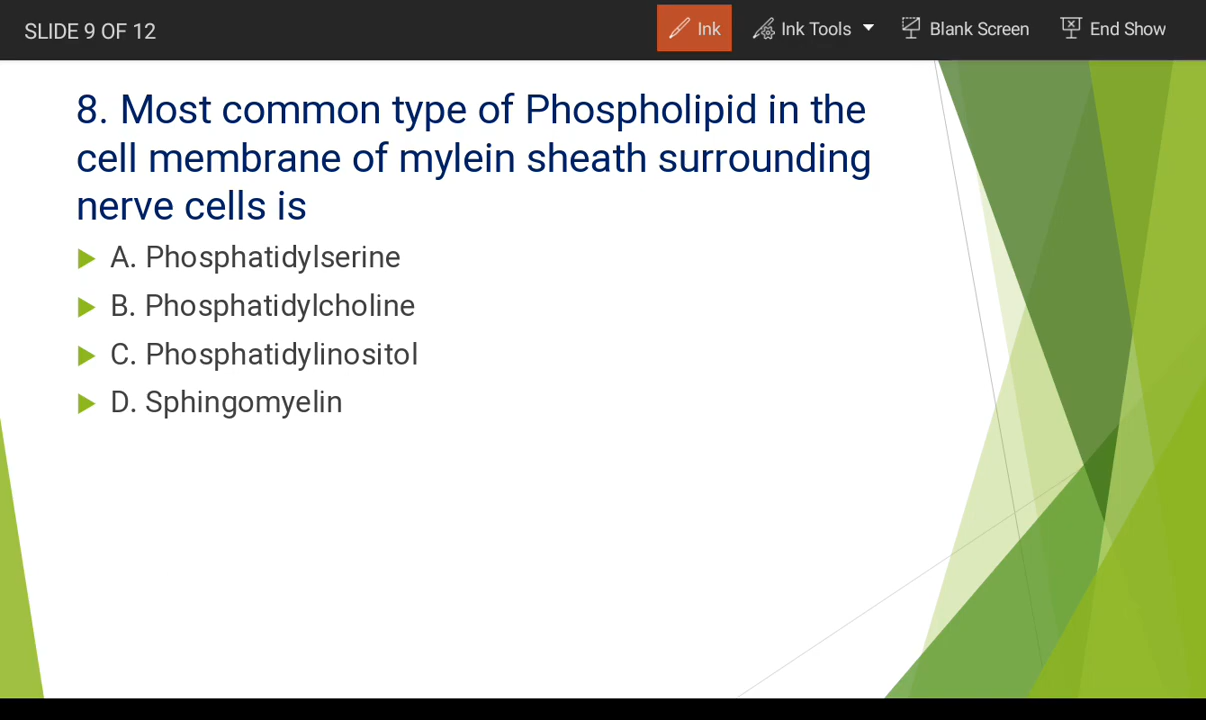 SLIDE 9 OF 12
Ink
Ink Tools
Blank Screen
End Show
8. Most common type of Phospholipid in the
cell membrane of mylein sheath surrounding
nerve cells is
A. Phosphatidylserine
B. Phosphatidylcholine
C. Phosphatidylinositol
D. Sphingomyelin